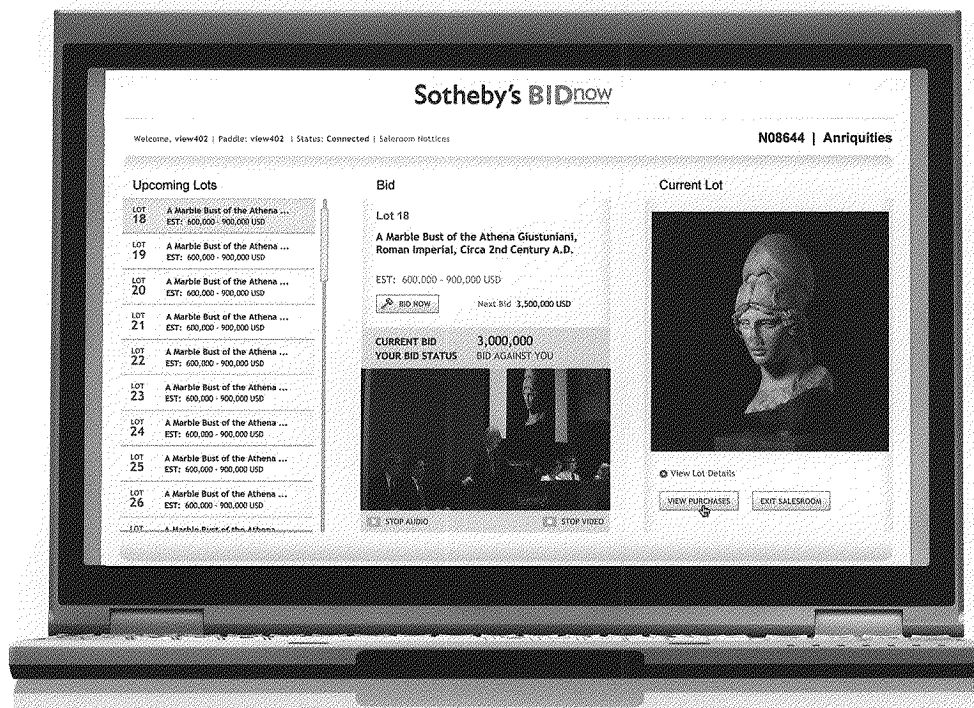 Sotheby's BIDnow
Welcome, view402 | Paddle: view402 | Status: Connected | Saleroom Nottices
N08644 | Anriquities
Upcoming Lots
LOT
18
A Marble Bust of the Athena ...
EST: 600,000 - 900,000 USD
LOT
19
A Marble Bust of the Athena ...
EST: 600,000 - 900,000 USD
LOT
20
A Marble Bust of the Athena ...
EST: 600,000 - 900,000 USD
LOT
21
A Marble Bust of the Athena ...
EST: 600,000 - 900,000 USD
LOT
22
A Marble Bust of the Athena ...
EST: 600,000 - 900,000 USD
LOT
23
A Marble Bust of the Athena ...
EST: 600,000 - 900,000 USD
LOT
24
A Marble Bust of the Athena ...
EST: 600,000 - 900,000 USD
LOT
25
A Marble Bust of the Athena ...
EST: 600,000 - 900,000 USD
LOT
26
A Marble Bust of the Athena ...
EST: 600,000 - 900,000 USD
LOT
A Marble Bust of the Athena
Bid
Lot 18
A Marble Bust of the Athena Giustuniani,
Roman Imperial, Circa 2nd Century A.D.
EST: 600,000 - 900,000 USD
BID NOW
Next Bid 3,500,000 USD
CURRENT BID 3,000,000
YOUR BID STATUS BID AGAINST YOU
STOP AUDIO
STOP VIDEO
Current Lot
View Lot Details
VIEW PURCHASES
EXIT SALESROOM